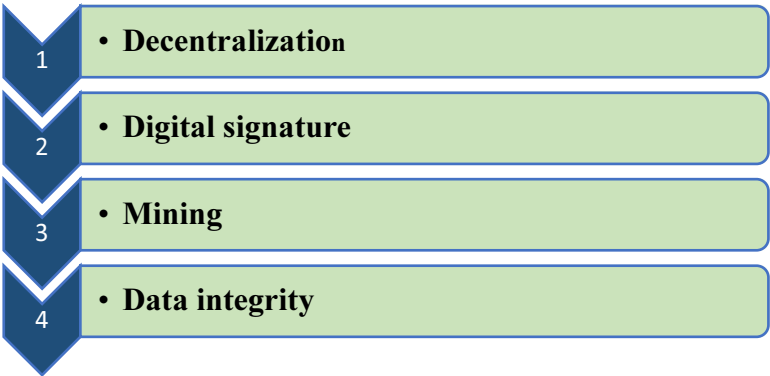 1 • Decentralization
2 • Digital signature
3 • Mining
4 • Data integrity